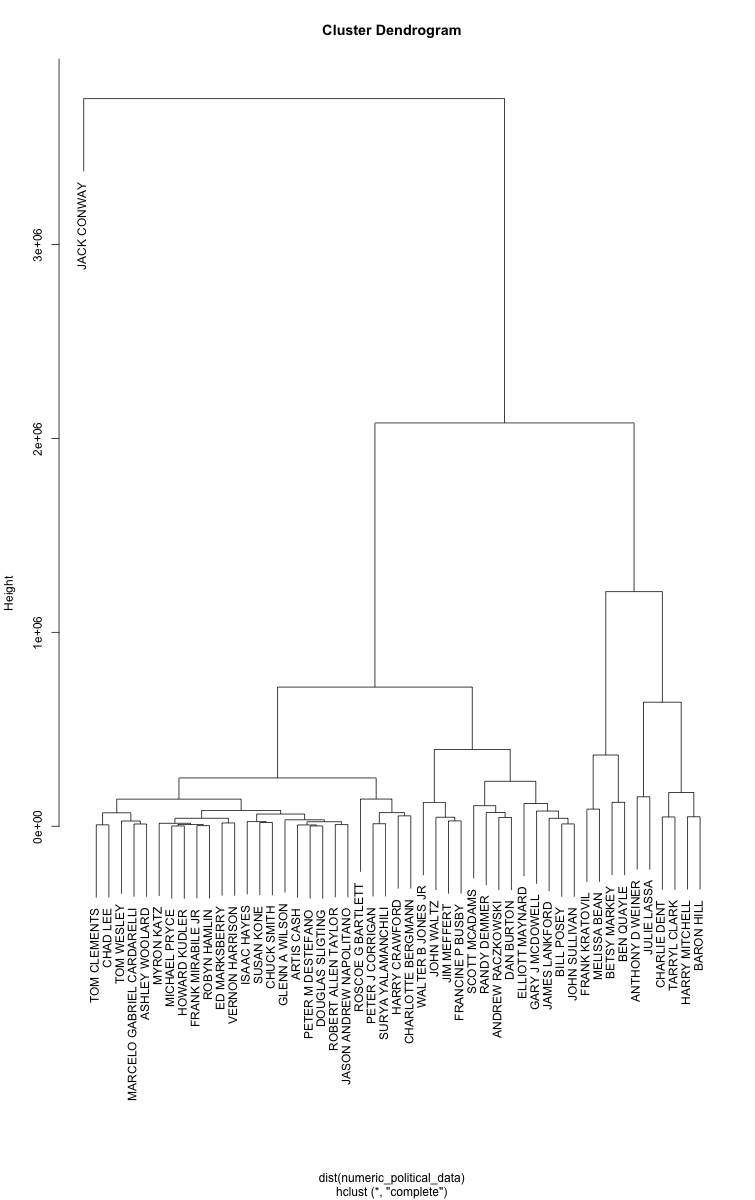 Cluster Dendrogram
Height
3e+06
2e+06
1e+06
0e+00
JACK CONWAY
TOM CLEMENTS
CHAD LEE
TOM WESLEY
MARCELO GABRIEL CARDARELLI
ASHLEY WOOLARD
MYRON KATZ
MICHAEL PRYCE
HOWARD KUDLER
FRANK MIRABILE JR
ROBYN HAMLIN
ED MARKSBERRY
VERNON HARRISON
ISAAC HAYES
SUSAN KONE
CHUCK SMITH
GLENN A WILSON
ARTIS CASH
PETER M DESTEFANO
DOUGLAS SLIGTING
ROBERT ALLEN TAYLOR
JASON ANDREW NAPOLITANO
ROSCOE G BARTLETT
PETER J CORRIGAN
SURYA YALAMANCHILI
HARRY CRAWFORD
CHARLOTTE BERGMANN
WALTER B JONES JR
JOHN WALTZ
JIM MEFFERT
FRANCINE P BUSBY
SCOTT MCADAMS
RANDY DEMMER
ANDREW RACZKOWSKI
DAN BURTON
ELLIOTT MAYNARD
GARY J MCDOWELL
JAMES LANKFORD
BILL POSEY
JOHN SULLIVAN
FRANK KRATOVIL
MELISSA BEAN
BETSY MARKEY
BEN QUAYLE
ANTHONY D WEINER
JULIE LASSA
CHARLIE DENT
TARRYL CLARK
HARRY MITCHELL
BARON HILL
dist(numeric_political_data)
hclust (*, "complete")